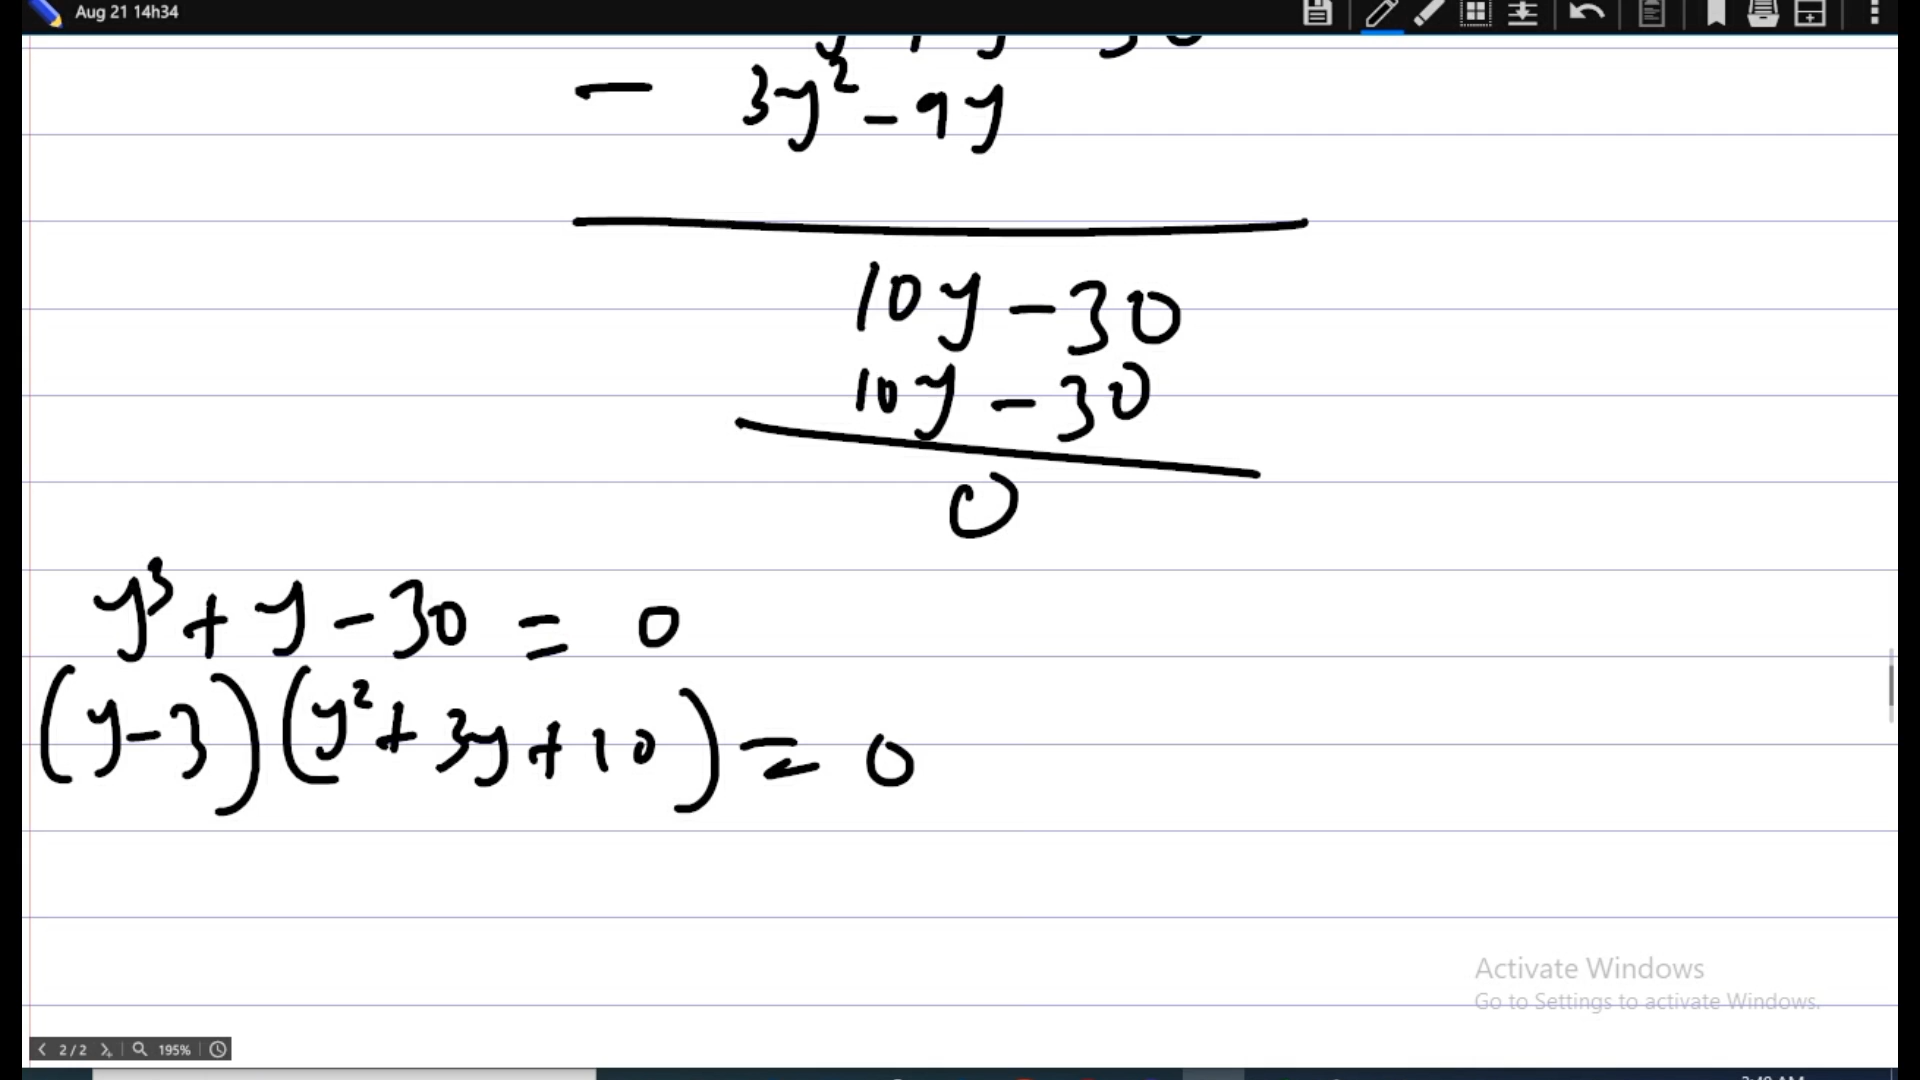 Aug 21 14h34
- 3y² - 9y
10y - 30
10y - 30
0
y³ + y - 30 = 0
(y-3)(y² + 3y + 10) = 0
Activate Windows
Go to Settings to activate Windows.
2/2 195%